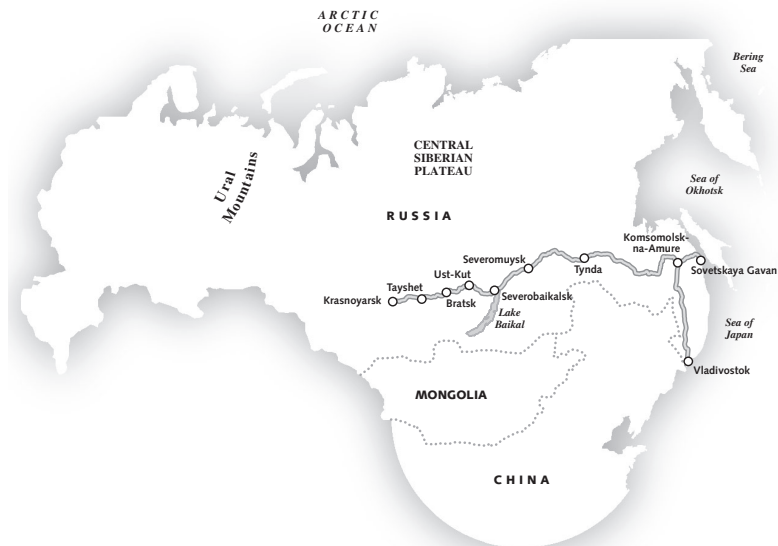 ARCTIC
OCEAN
Bering
Sea
CENTRAL
SIBERIAN
PLATEAU
Ural
Mountains
Sea of
Okhotsk
RUSSIA
Komsomolsk-
na-Amure
Severomuysk
Tynda
Sovetskaya Gavan
Ust-Kut
Tayshet
Krasnoyarsk
Bratsk
Severobaikalsk
Lake
Baikal
Sea of
Japan
Vladivostok
MONGOLIA
CHINA